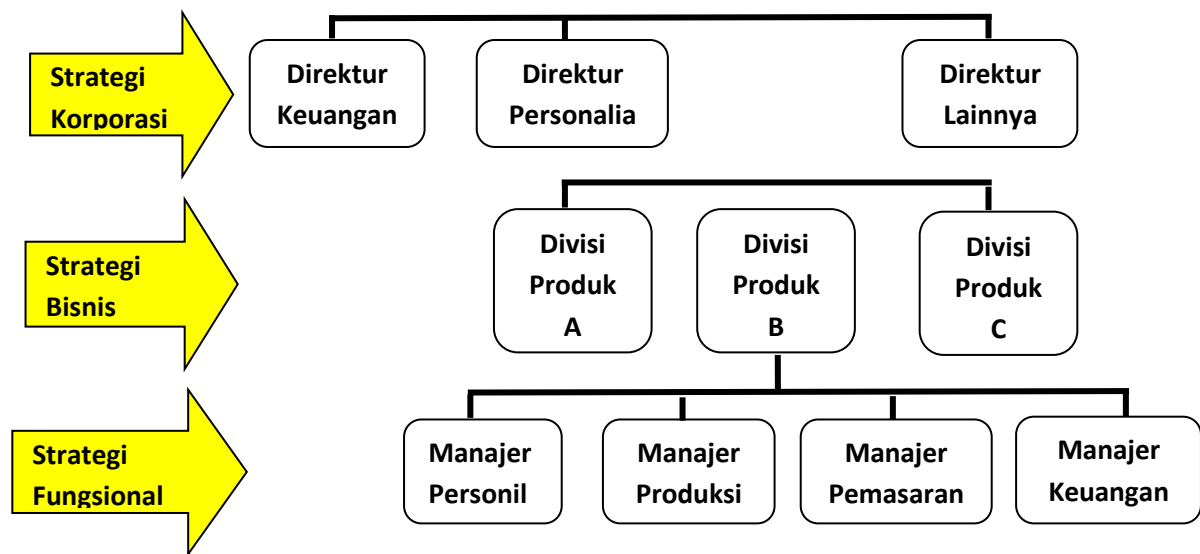 Strategi
Korporasi
Direktur
Keuangan
Direktur
Personalia
Direktur
Lainnya
Strategi
Bisnis
Divisi
Produk
A
Divisi
Produk
B
Divisi
Produk
C
Strategi
Fungsional
Manajer
Personil
Manajer
Produksi
Manajer
Pemasaran
Manajer
Keuangan